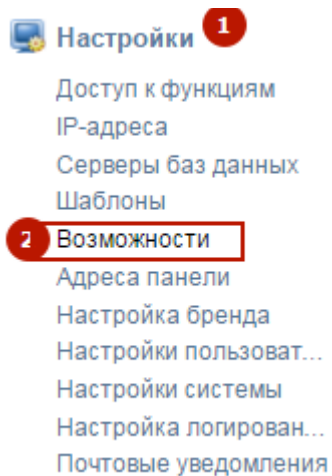 Настройки 1
Доступ к функциям
IP-адреса
Серверы баз данных
Шаблоны
2 Возможности
Адреса панели
Настройка бренда
Настройки пользоват...
Настройки системы
Настройка логирован...
Почтовые уведомления